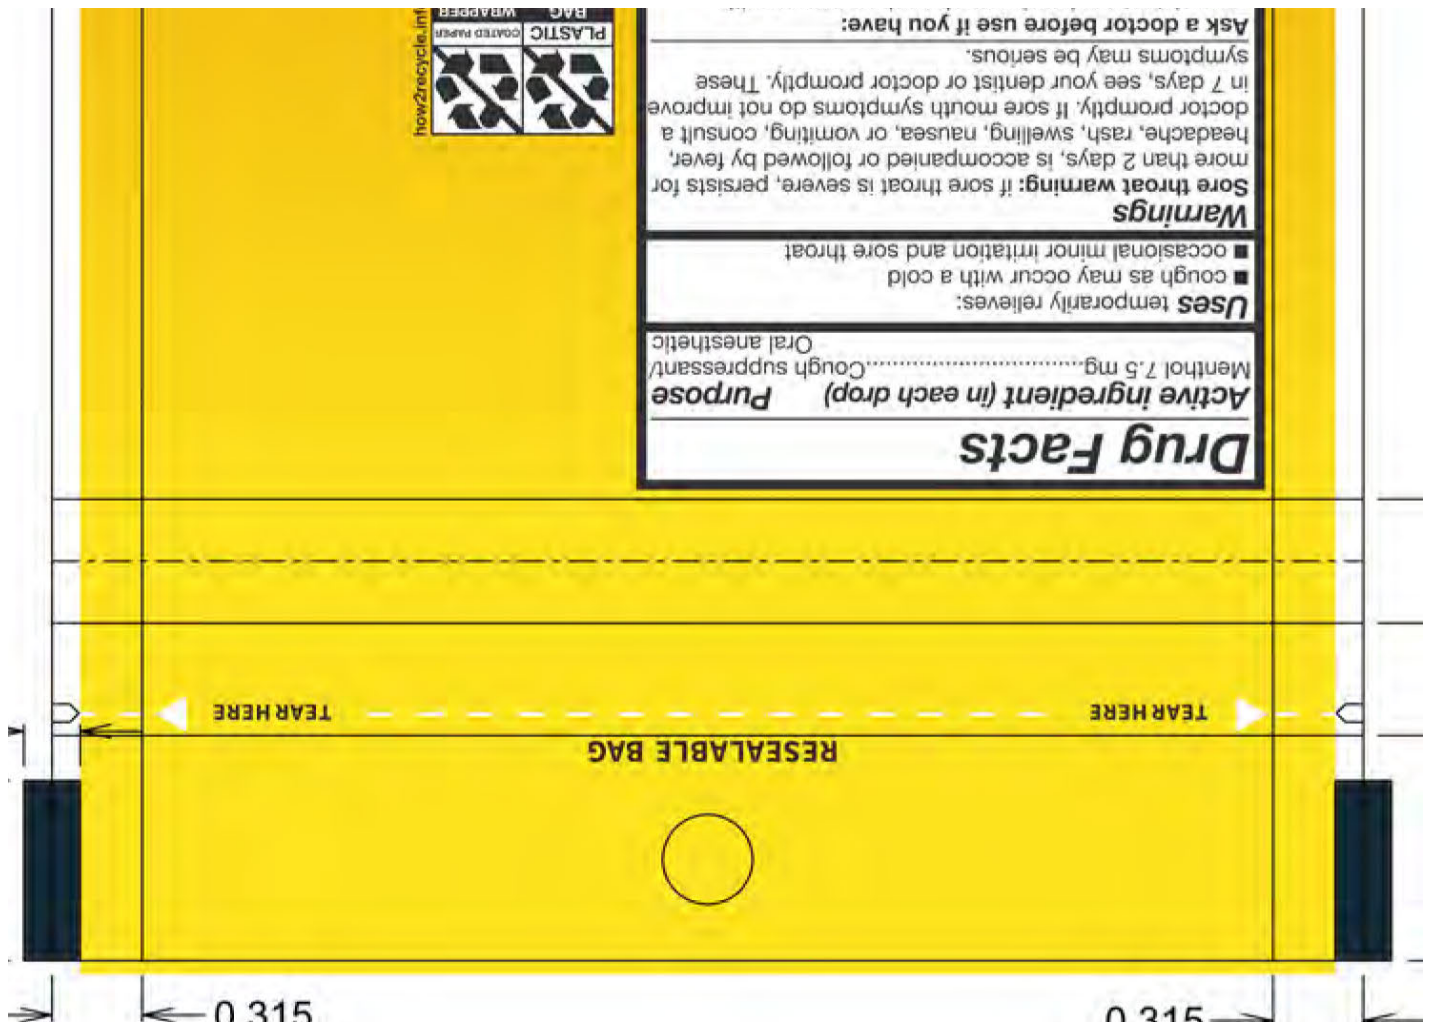 0.315
0.315
RESEALABLE BAG
TEAR HERE
TEAR HERE
Drug Facts
Active ingredient (in each drop) Purpose
Menthol 7.5 mg.................................Cough suppressant/
Oral anesthetic
Uses temporarily relieves:
■ cough as may occur with a cold
■ occasional minor irritation and sore throat
Warnings
Sore throat warning: if sore throat is severe, persists for
more than 2 days, is accompanied or followed by fever,
headache, rash, swelling, nausea, or vomiting, consult a
doctor promptly. If sore mouth symptoms do not improve
in 7 days, see your dentist or doctor promptly. These
symptoms may be serious.
Ask a doctor before use if you have:
PLASTIC
BAG
COATED PAPER
WRAPPER
how2recycle.inf